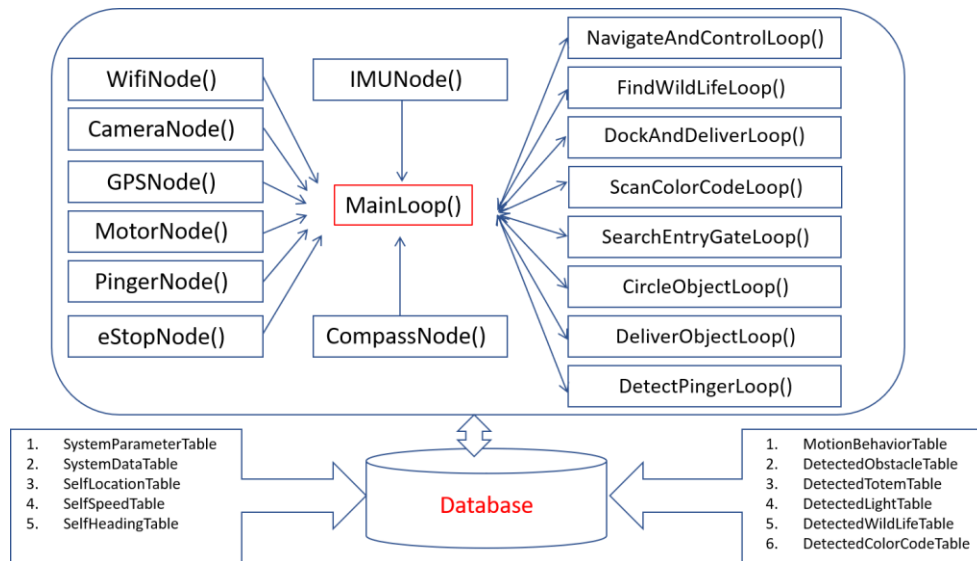 WifiNode()
CameraNode()
GPSNode()
MotorNode()
PingerNode()
eStopNode()
IMUNode()
MainLoop()
CompassNode()
NavigateAndControlLoop()
FindWildLifeLoop()
DockAndDeliverLoop()
ScanColorCodeLoop()
SearchEntryGateLoop()
CircleObjectLoop()
DeliverObjectLoop()
DetectPingerLoop()
1. SystemParameterTable
2. SystemDataTable
3. SelfLocationTable
4. SelfSpeedTable
5. SelfHeadingTable
Database
1. MotionBehaviorTable
2. DetectedObstacleTable
3. DetectedTotemTable
4. DetectedLightTable
5. DetectedWildLifeTable
6. DetectedColorCodeTable